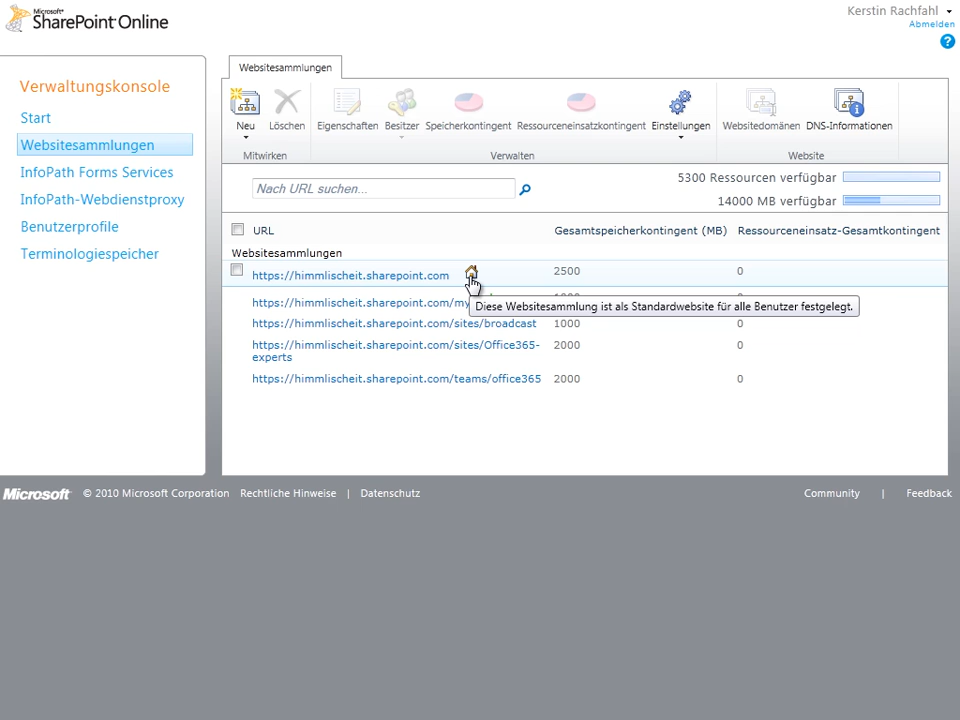 Microsoft®
SharePoint Online
Kerstin Rachfahl
Abmelden
Verwaltungskonsole
Start
Websitesammlungen
InfoPath Forms Services
InfoPath-Webdienstproxy
Benutzerprofile
Terminologiespeicher
Websitesammlungen
Neu
Löschen
Eigenschaften
Besitzer
Speicherkontingent
Ressourceneinsatzkontingent
Einstellungen
Websitedomänen
DNS-Informationen
Mitwirken
Verwalten
Website
Nach URL suchen...
5300 Ressourcen verfügbar
14000 MB verfügbar
URL
Gesamtspeicherkontingent (MB)
Ressourceneinsatz-Gesamtkontingent
Websitesammlungen
https://himmlischeit.sharepoint.com
2500
0
https://himmlischeit.sharepoint.com/my
Diese Websitesammlung ist als Standardwebsite für alle Benutzer festgelegt.
https://himmlischeit.sharepoint.com/sites/broadcast
1000
0
https://himmlischeit.sharepoint.com/sites/Office365-
experts
2000
0
https://himmlischeit.sharepoint.com/teams/office365
2000
0
Microsoft
© 2010 Microsoft Corporation
Rechtliche Hinweise
|
Datenschutz
Community
|
Feedback